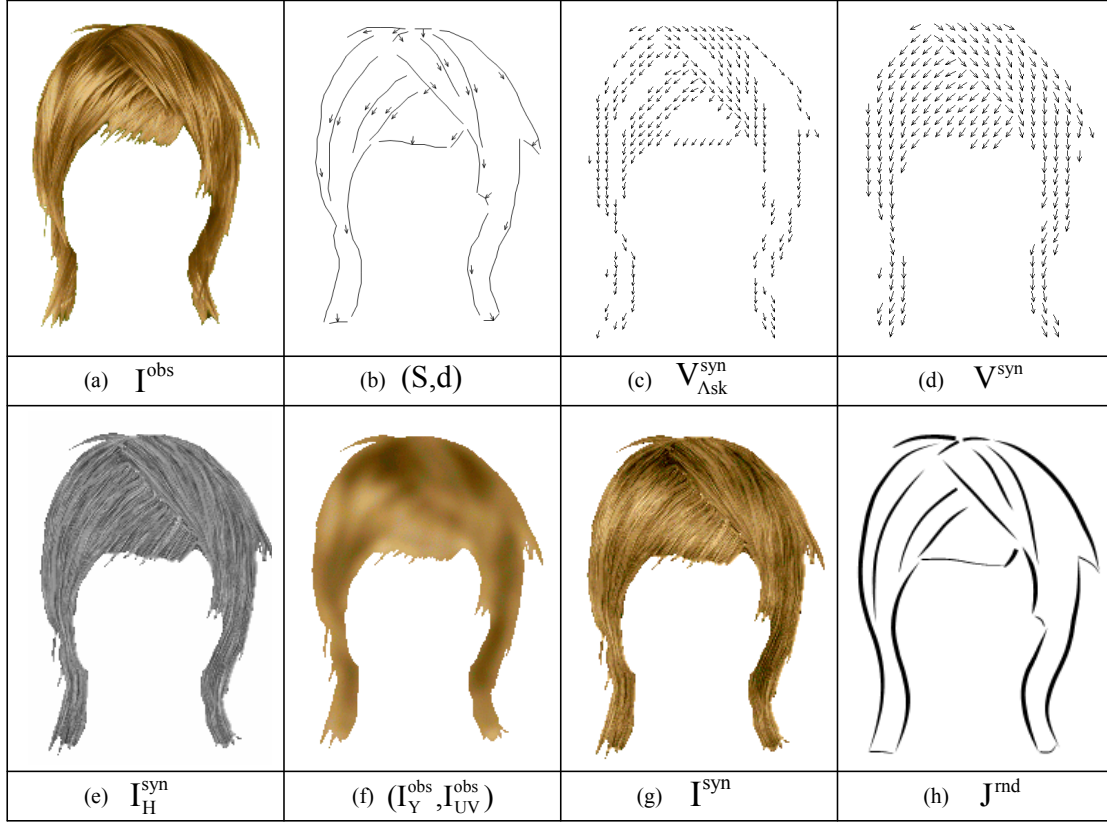 (a) I^obs
(b) (S,d)
(c) V^syn_Λsk
(d) V^syn
(e) I^syn_H
(f) (I^obs_Y,I^obs_UV)
(g) I^syn
(h) J^rnd